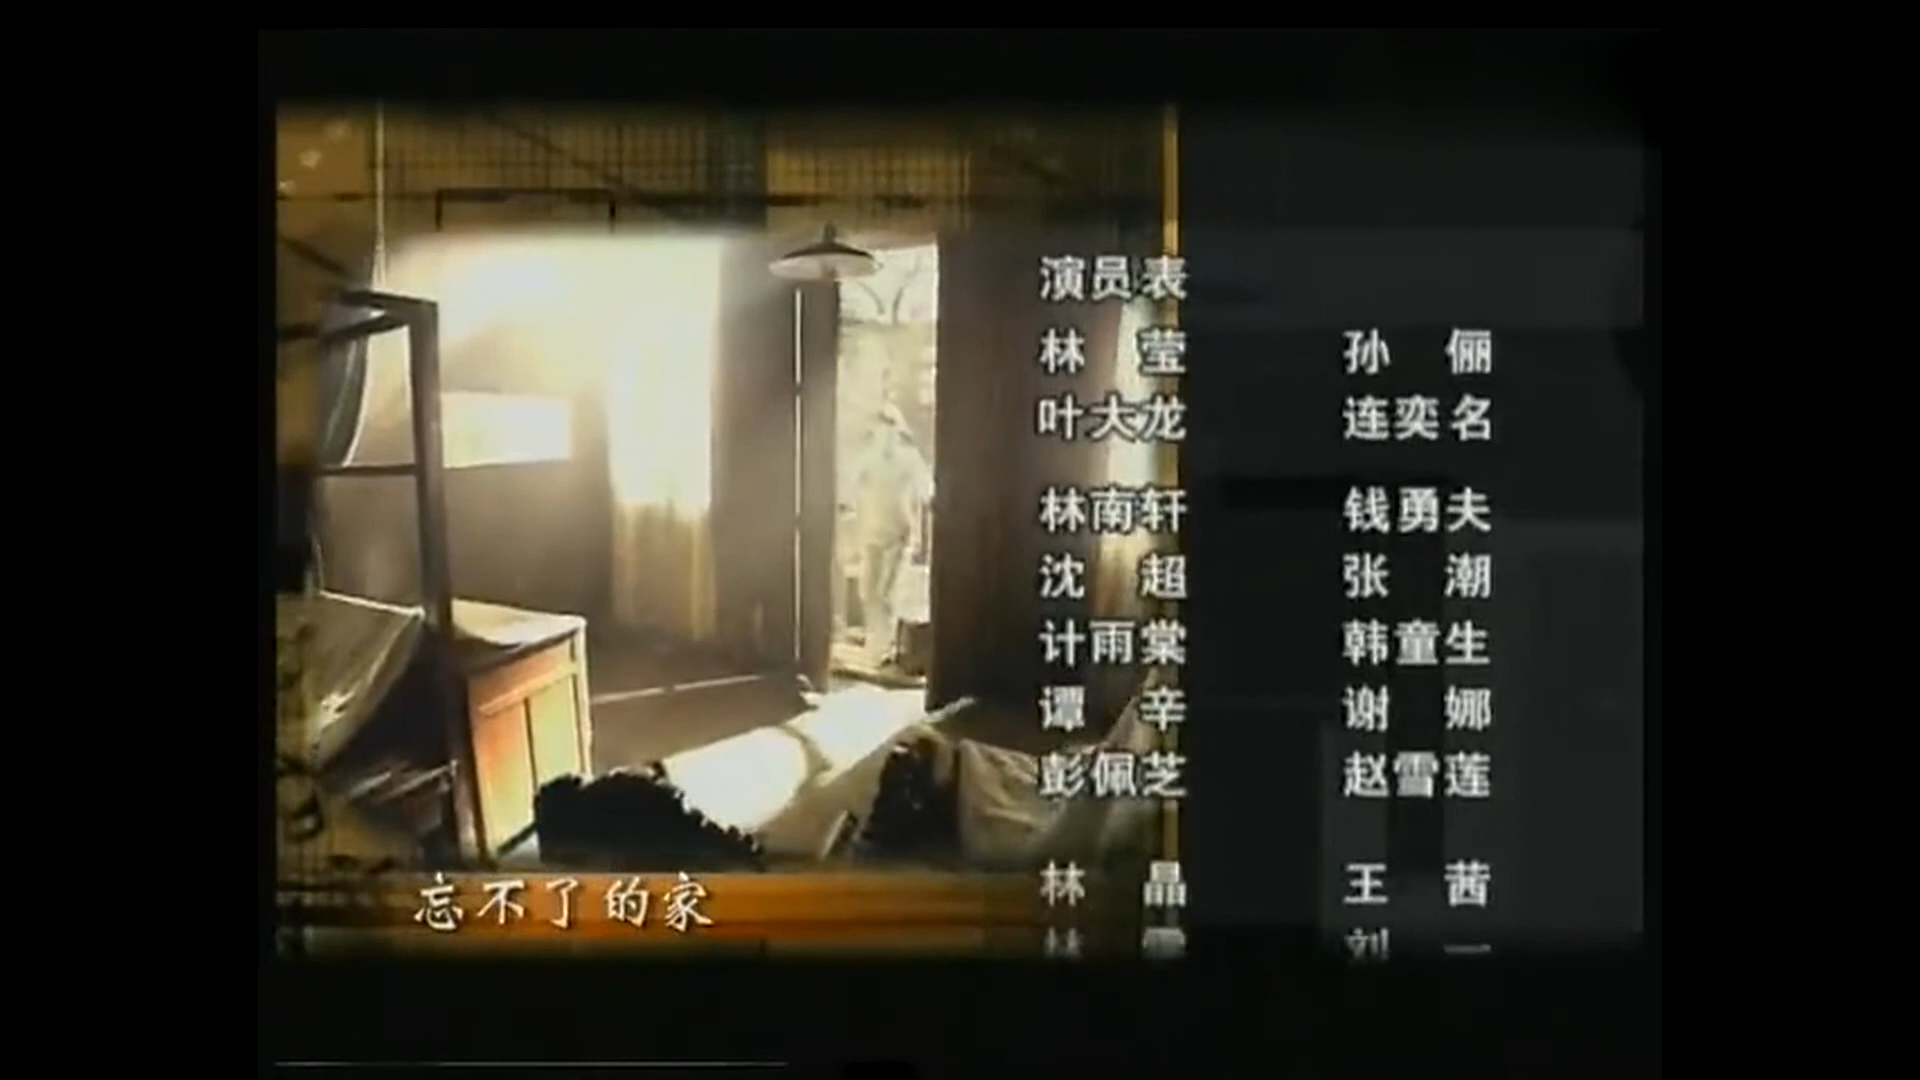 演员表
林莹 孙俪
叶大龙 连奕名
林南轩 钱勇夫
沈超 张潮
计雨棠 韩童生
谭辛 谢娜
彭佩芝 赵雪莲
林晶 王茜
忘不了的家